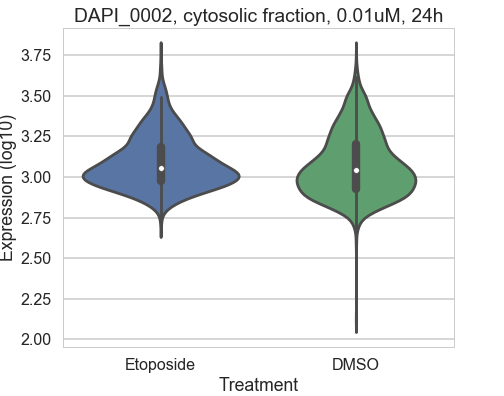 DAPI_0002, cytosolic fraction, 0.01uM, 24h
Expression (log10)
3.75
3.50
3.25
3.00
2.75
2.50
2.25
2.00
Etoposide DMSO
Treatment